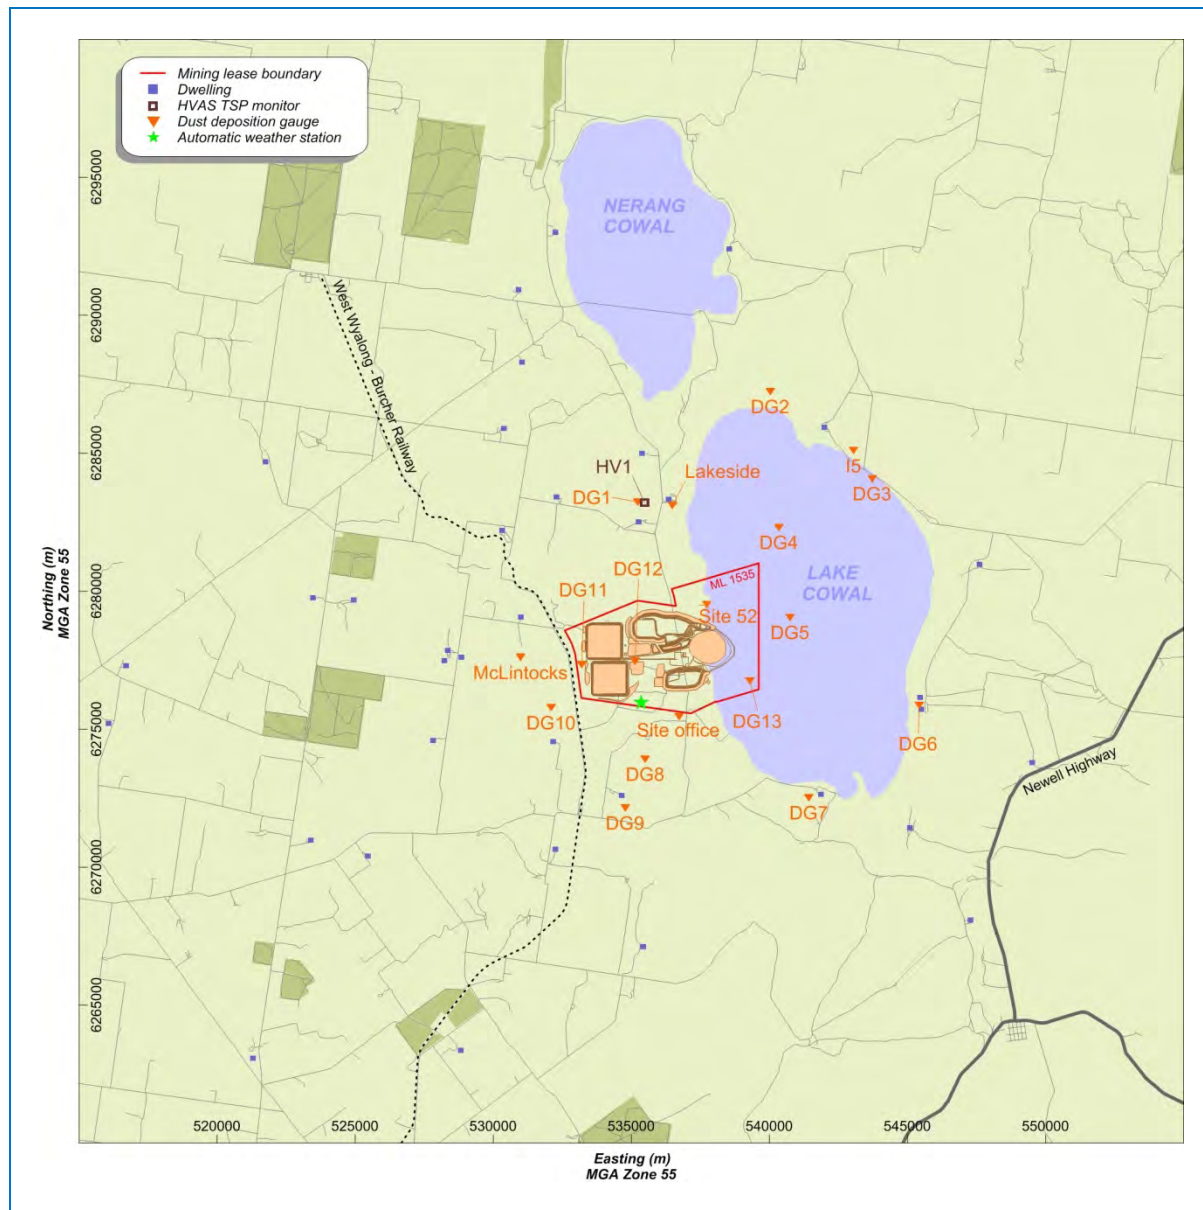 Mining lease boundary
Dwelling
HVAS TSP monitor
Dust deposition gauge
Automatic weather station
NERANG
COWAL
West Wyalong - Burcher Railway
DG2
I5
DG3
HV1
Lakeside
DG1
DG4
LAKE
COWAL
ML 1535
DG12
DG11
Site 52
DG5
McLintocks
DG13
DG10
Site office
DG6
DG8
DG7
DG9
Newell Highway
6295000
6290000
6285000
6280000
6275000
6270000
6265000
Northing (m)
MGA Zone 55
520000
525000
530000
535000
540000
545000
550000
Easting (m)
MGA Zone 55